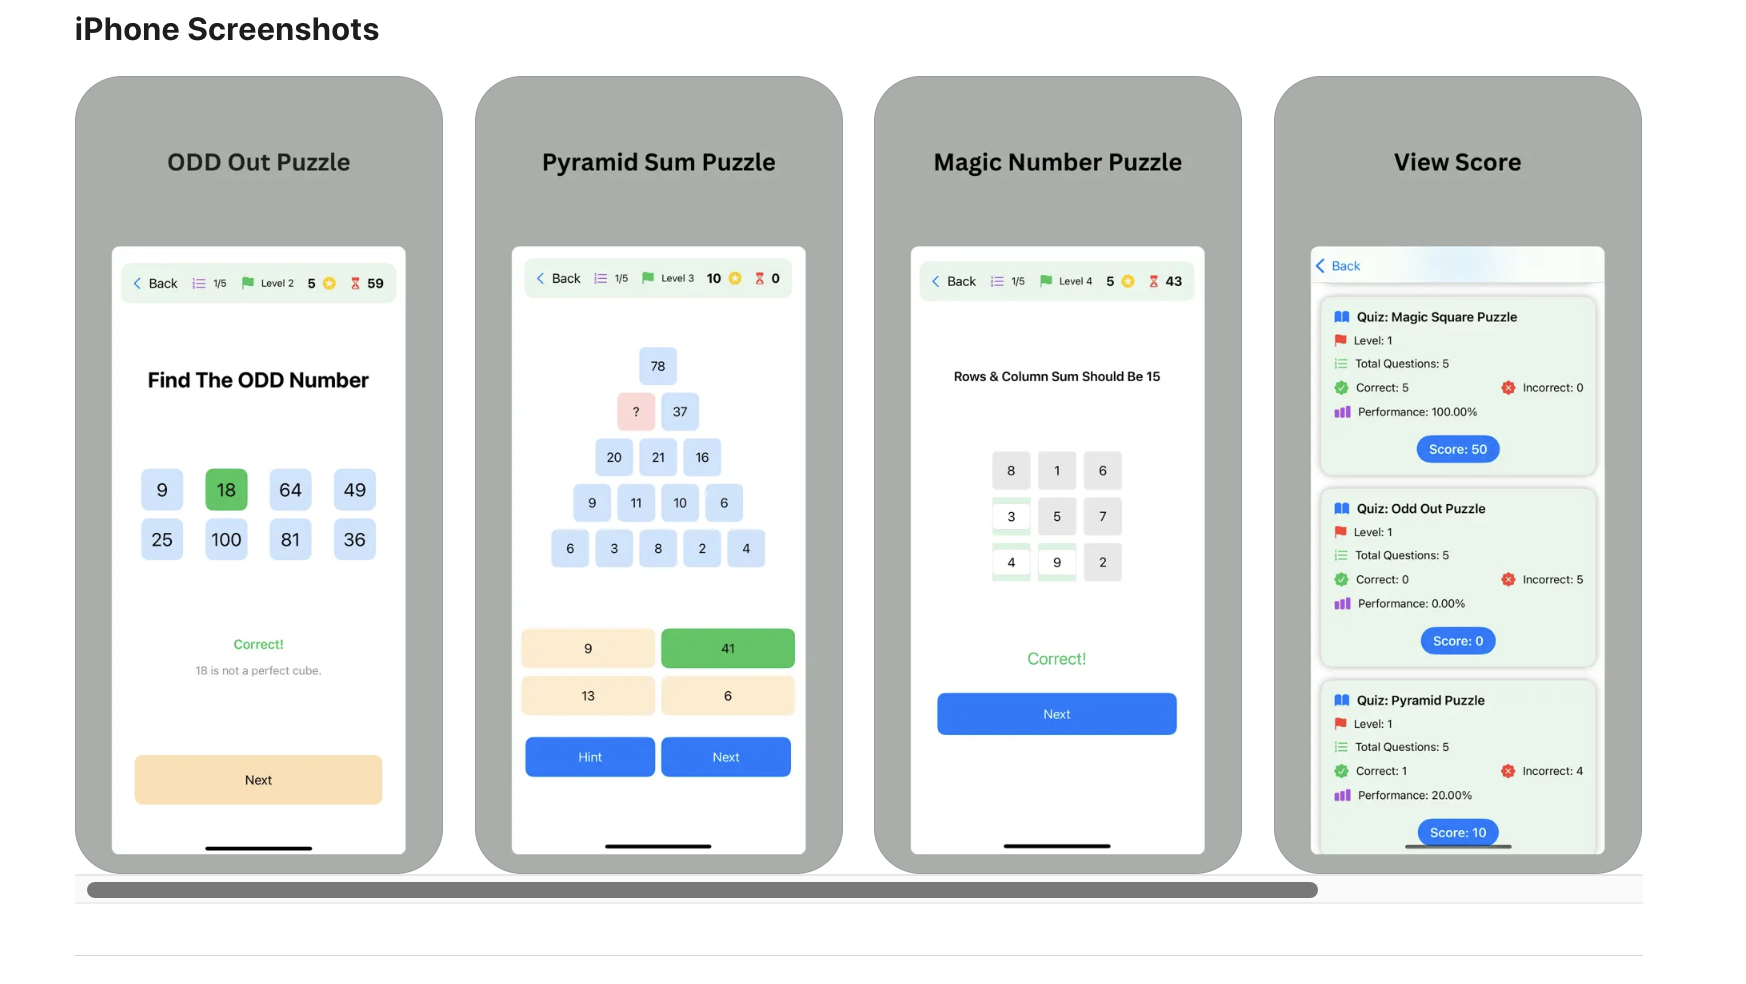 iPhone Screenshots
ODD Out Puzzle
Back 1/5 Level 2 5 59
Find The ODD Number
9 18 64 49
25 100 81 36
Correct!
18 is not a perfect cube.
Next
Pyramid Sum Puzzle
Back 1/5 Level 3 10 0
78
? 37
20 21 16
9 11 10 6
6 3 8 2 4
9 41
13 6
Hint Next
Magic Number Puzzle
Back 1/5 Level 4 5 43
Rows & Column Sum Should Be 15
8 1 6
3 5 7
4 9 2
Correct!
Next
View Score
Back
Quiz: Magic Square Puzzle
Level: 1
Total Questions: 5
Correct: 5 Incorrect: 0
Performance: 100.00%
Score: 50
Quiz: Odd Out Puzzle
Level: 1
Total Questions: 5
Correct: 0 Incorrect: 5
Performance: 0.00%
Score: 0
Quiz: Pyramid Puzzle
Level: 1
Total Questions: 5
Correct: 1 Incorrect: 4
Performance: 20.00%
Score: 10